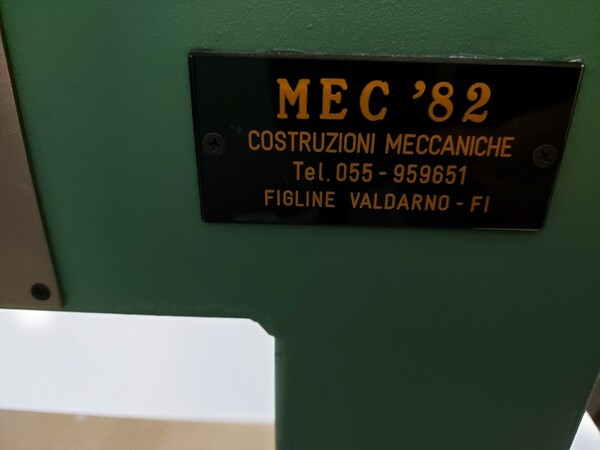 MEC '82
COSTRUZIONI MECCANICHE
Tel. 055 - 959651
FIGLINE VALDARNO - FI